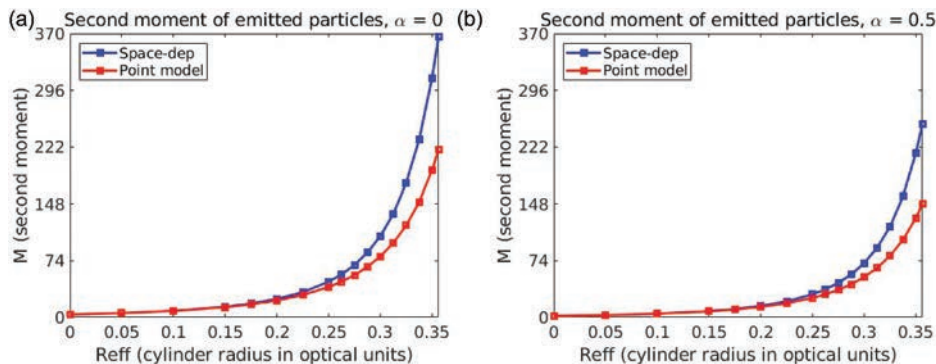 (a) Second moment of emitted particles, α = 0
370
296
222
148
74
0
M (second moment)
Space-dep
Point model
0 0.05 0.1 0.15 0.2 0.25 0.3 0.35
Reff (cylinder radius in optical units)
(b) Second moment of emitted particles, α = 0.5
370
296
222
148
74
0
M (second moment)
Space-dep
Point model
0 0.05 0.1 0.15 0.2 0.25 0.3 0.35
Reff (cylinder radius in optical units)